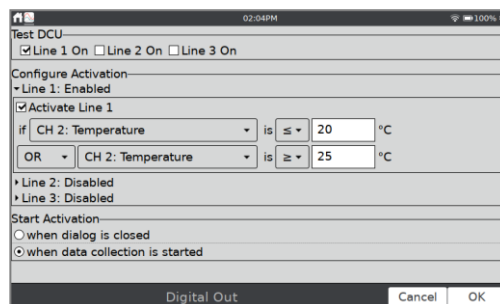 02:04PM 100%
Test DCU
Line 1 On Line 2 On Line 3 On
Configure Activation
Line 1: Enabled
Activate Line 1
if CH 2: Temperature is ≤ 20 °C
OR CH 2: Temperature is ≥ 25 °C
Line 2: Disabled
Line 3: Disabled
Start Activation
when dialog is closed
when data collection is started
Digital Out Cancel OK